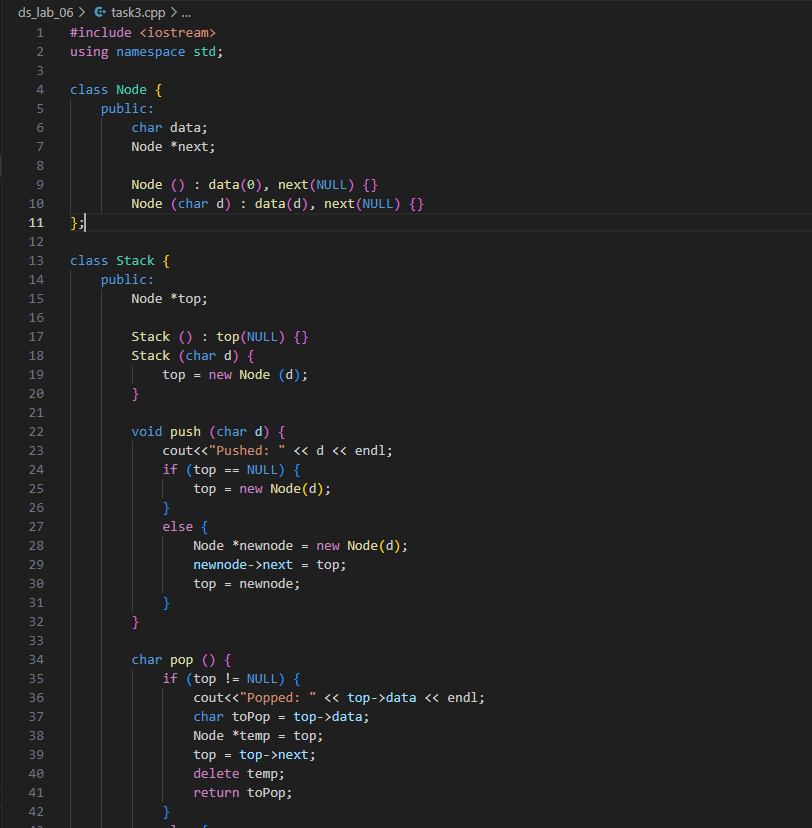 ds_lab_06 > task3.cpp > ...
1 #include <iostream>
2 using namespace std;
3
4 class Node {
5     public:
6         char data;
7         Node *next;
8
9         Node () : data(0), next(NULL) {}
10         Node (char d) : data(d), next(NULL) {}
11 };
12
13 class Stack {
14     public:
15         Node *top;
16
17         Stack () : top(NULL) {}
18         Stack (char d) {
19             top = new Node (d);
20         }
21
22         void push (char d) {
23             cout<<"Pushed: " << d << endl;
24             if (top == NULL) {
25                 top = new Node(d);
26             }
27             else {
28                 Node *newnode = new Node(d);
29                 newnode->next = top;
30                 top = newnode;
31             }
32         }
33
34         char pop () {
35             if (top != NULL) {
36                 cout<<"Popped: " << top->data << endl;
37                 char toPop = top->data;
38                 Node *temp = top;
39                 top = top->next;
40                 delete temp;
41                 return toPop;
42             }